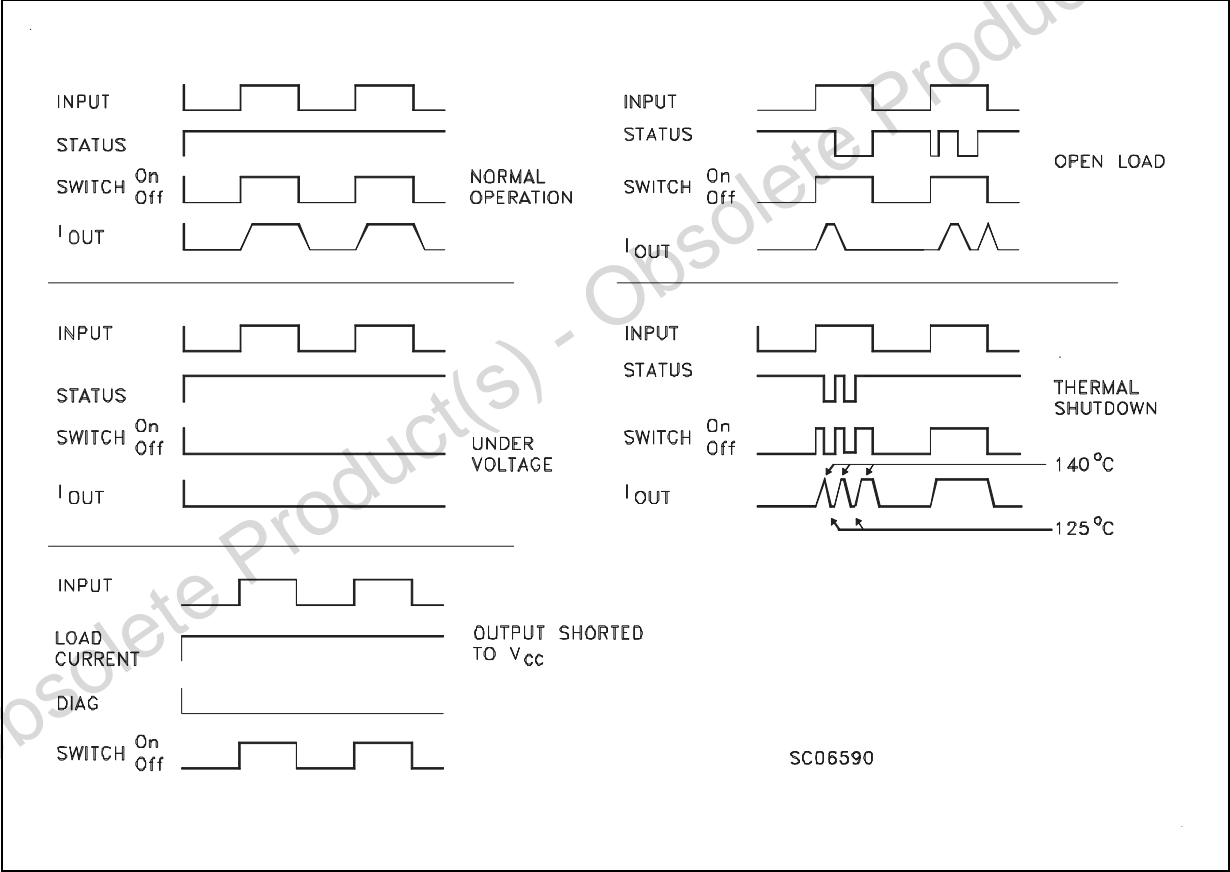 INPUT
STATUS
SWITCH On
Off
I OUT
NORMAL
OPERATION
INPUT
STATUS
SWITCH On
Off
I OUT
OPEN LOAD
INPUT
STATUS
SWITCH On
Off
I OUT
UNDER
VOLTAGE
INPUT
STATUS
SWITCH On
Off
I OUT
THERMAL
SHUTDOWN
140 °C
125 °C
INPUT
LOAD
CURRENT
DIAG
SWITCH On
Off
OUTPUT SHORTED
TO VCC
SC06590
bsolete Product(s) - Obsolete Produc